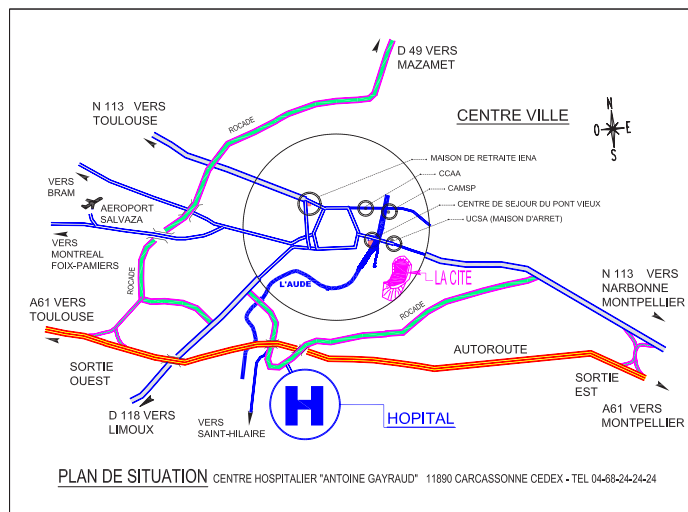 D 49 VERS
MAZAMET
N 113 VERS
TOULOUSE
ROCADE
CENTRE VILLE
N
O E
S
MAISON DE RETRAITE IENA
CCAA
CAMSP
CENTRE DE SEJOUR DU PONT VIEUX
UCSA (MAISON D'ARRET)
VERS
BRAM
AEROPORT
SALVAZA
VERS
MONTREAL
FOIX-PAMIERS
ROCADE
L'AUDE
LA CITE
ROCADE
N 113 VERS
NARBONNE
MONTPELLIER
A61 VERS
TOULOUSE
SORTIE
OUEST
AUTOROUTE
SORTIE
EST
A61 VERS
MONTPELLIER
D 118 VERS
LIMOUX
VERS
SAINT-HILAIRE
H
HOPITAL
PLAN DE SITUATION CENTRE HOSPITALIER "ANTOINE GAYRAUD" 11890 CARCASSONNE CEDEX - TEL 04-68-24-24-24